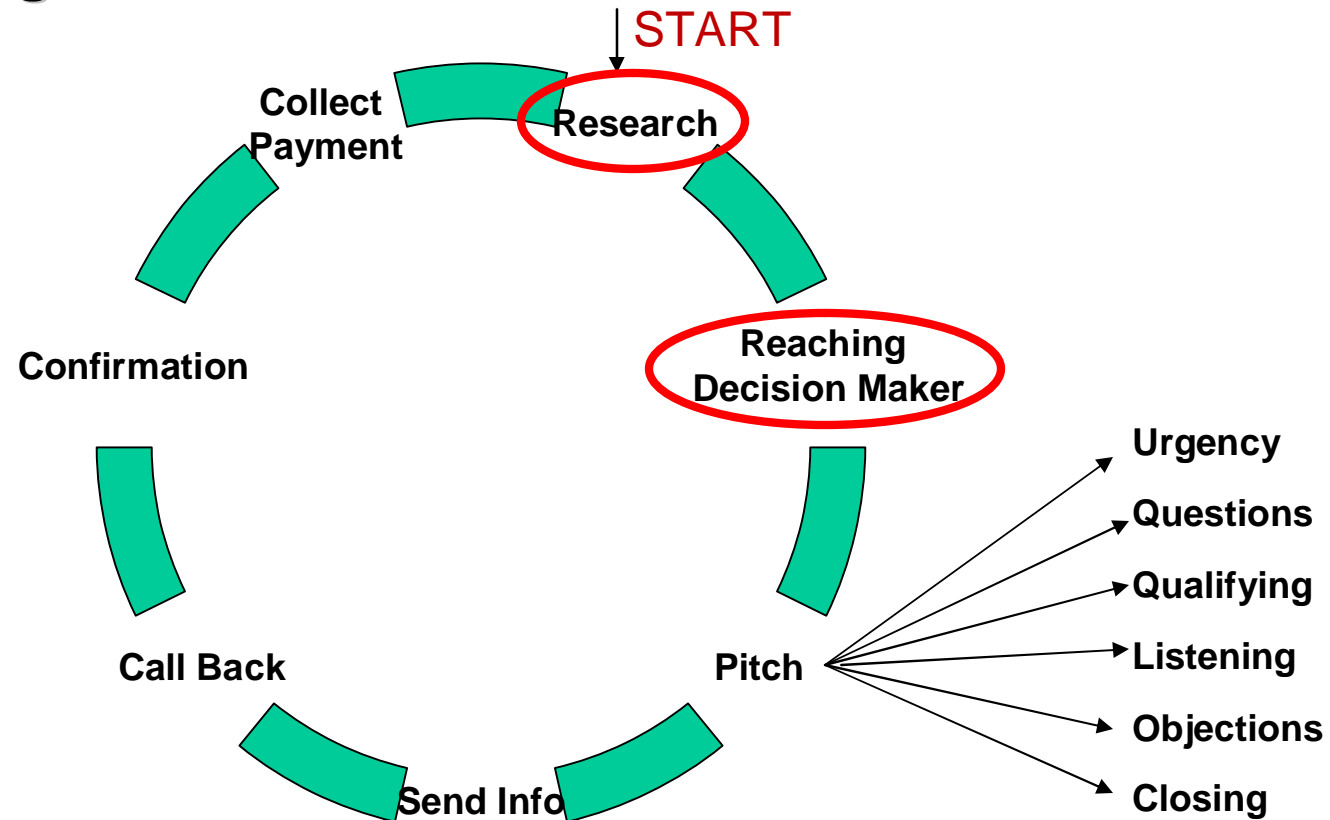 START
Research
Reaching
Decision Maker
Pitch
Urgency
Questions
Qualifying
Listening
Objections
Closing
Send Info
Call Back
Confirmation
Collect
Payment